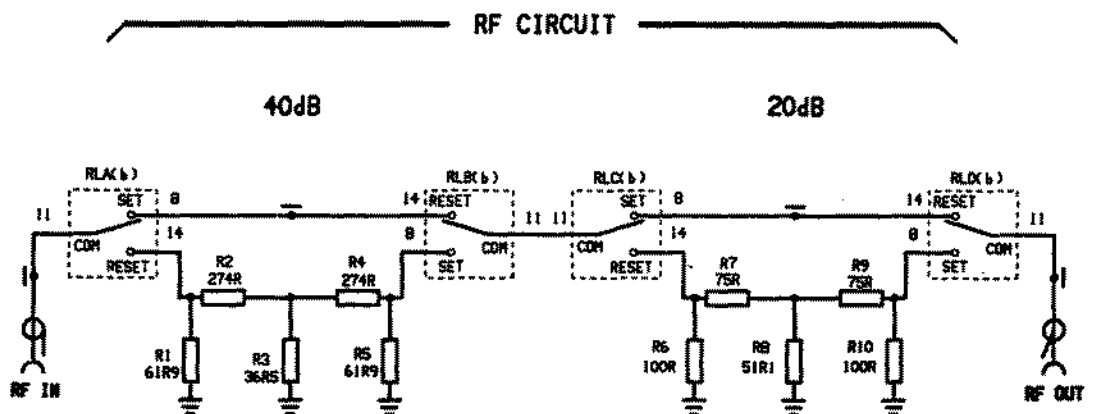 RF CIRCUIT
40dB
20dB
RLA(b)
RLB(b)
RLC(b)
RLD(b)
11
SET
8
14
COM
RESET
14
RESET
8
COM
SET
11
11
SET
8
14
COM
RESET
14
RESET
8
COM
SET
11
R2
274R
R4
274R
R7
75R
R9
75R
R1
61R9
R3
36R5
R5
61R9
R6
100R
R8
51R1
R10
100R
RF IN
RF OUT